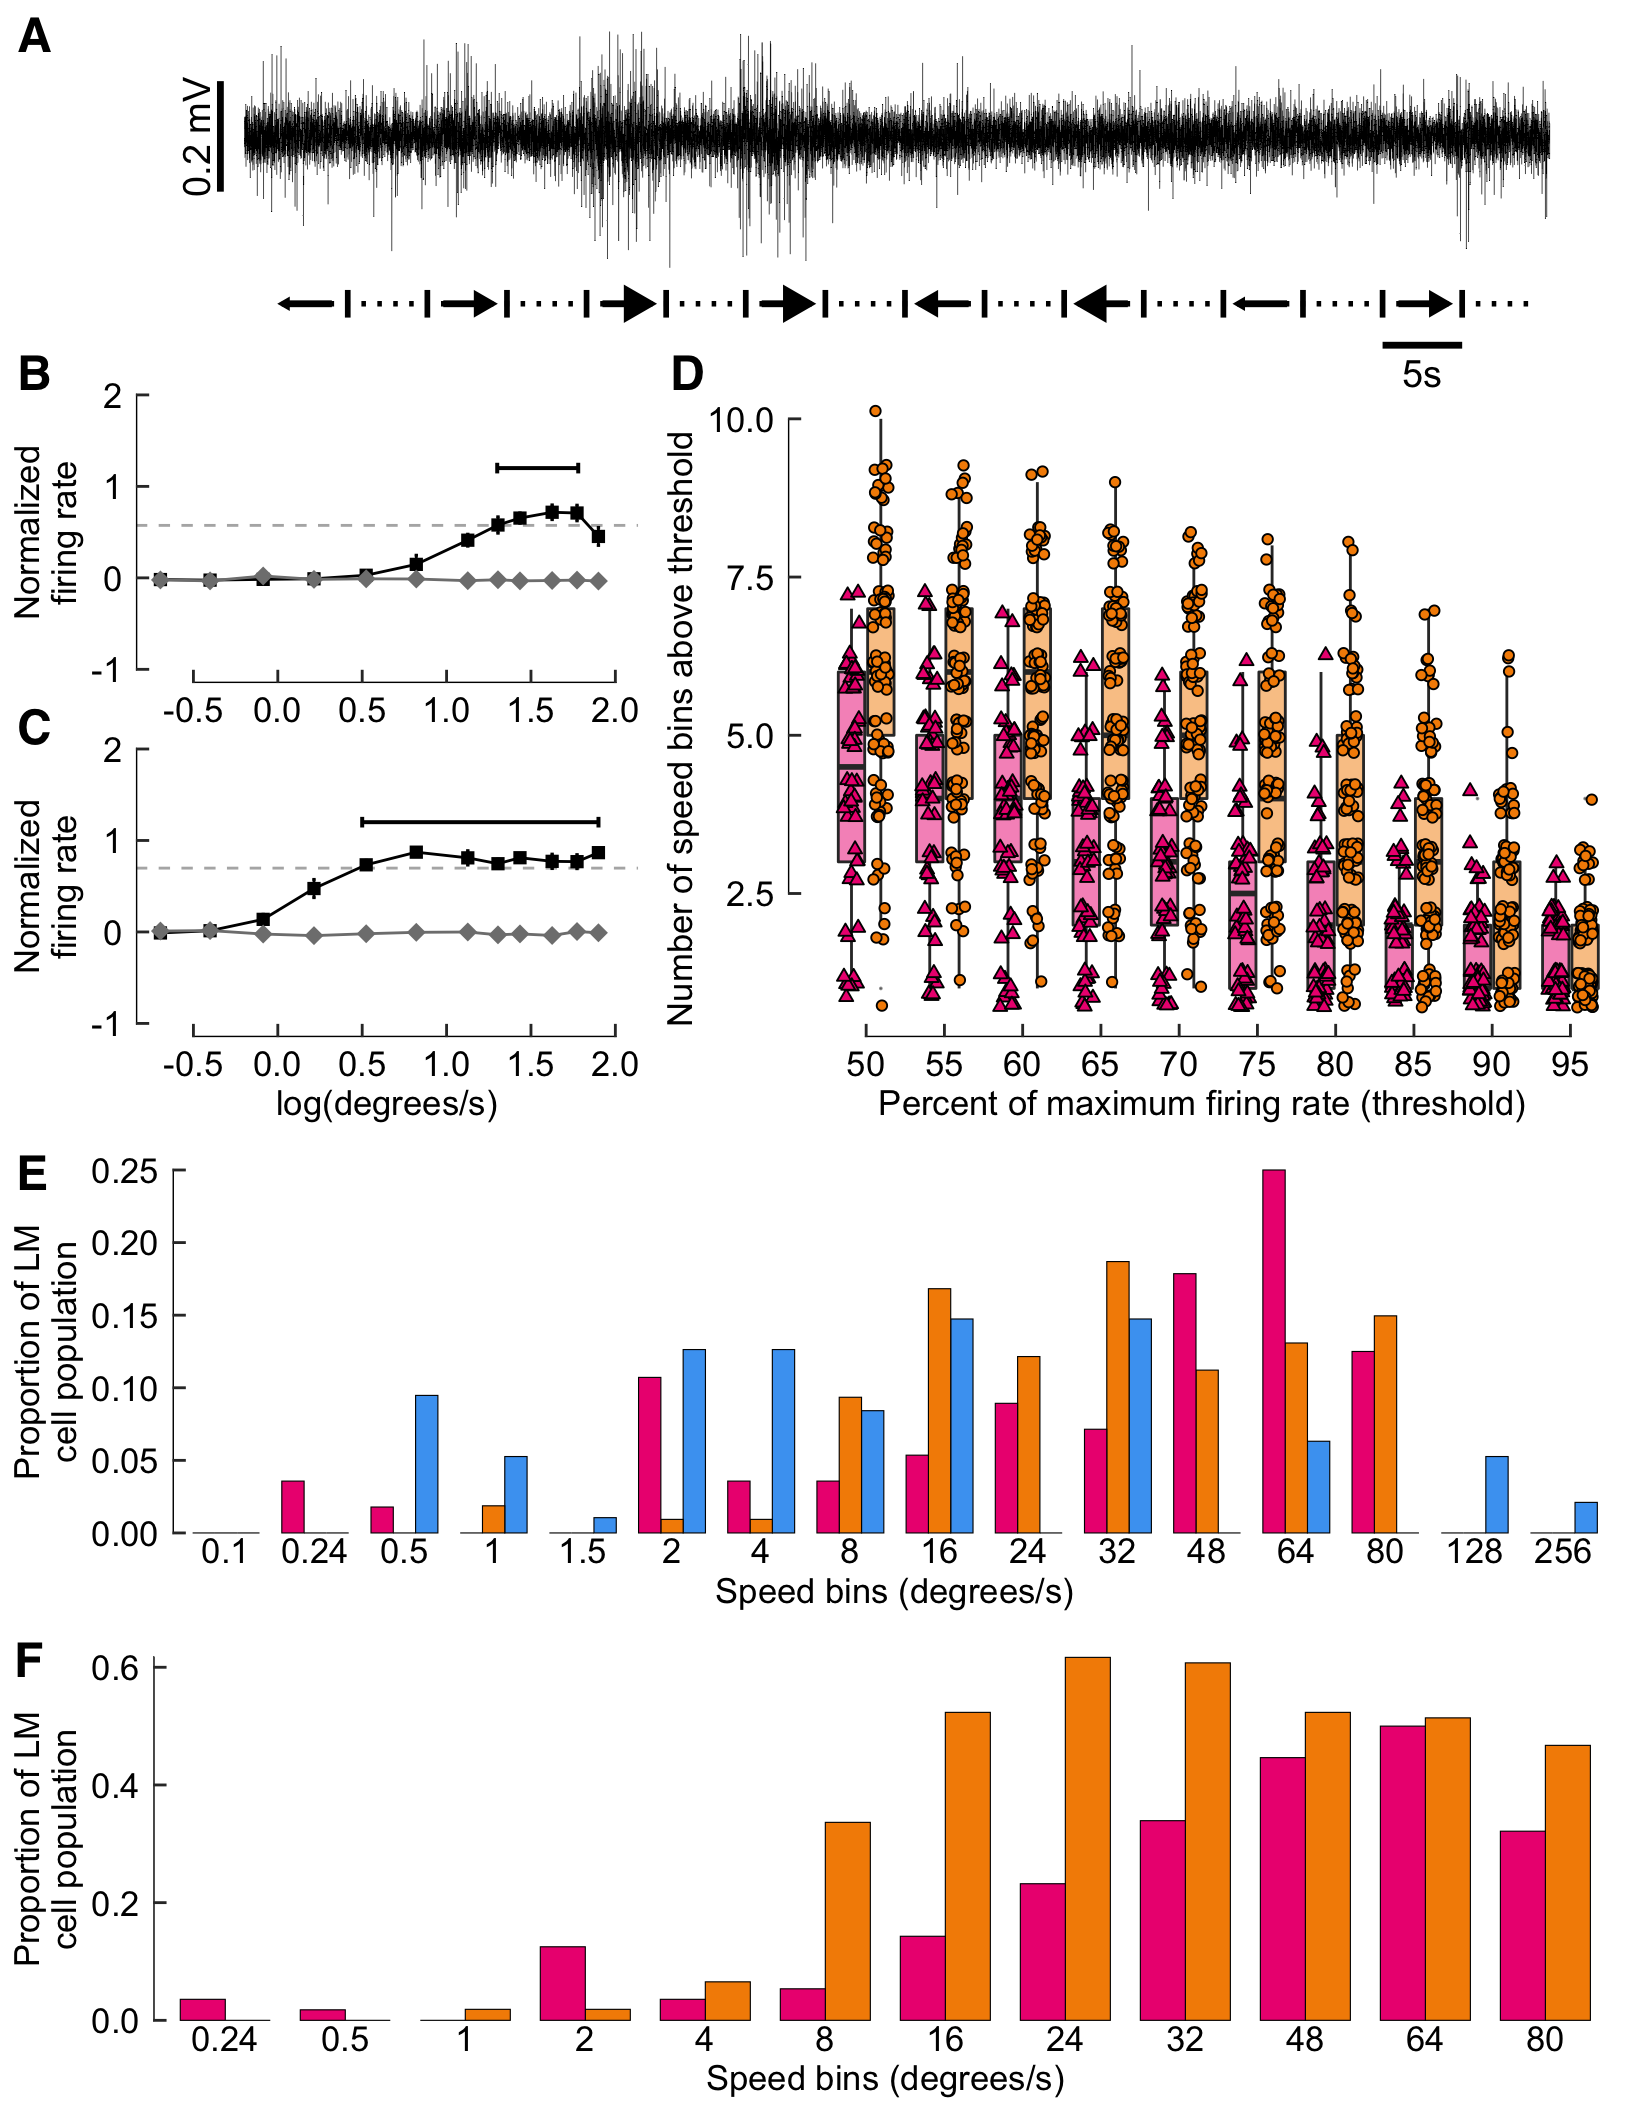 A
0.2 mV
5s
B
2
1
0
-1
Normalized
firing rate
-0.5 0.0 0.5 1.0 1.5 2.0
C
2
1
0
-1
Normalized
firing rate
-0.5 0.0 0.5 1.0 1.5 2.0
log(degrees/s)
D
10.0
7.5
5.0
2.5
Number of speed bins above threshold
50 55 60 65 70 75 80 85 90 95
Percent of maximum firing rate (threshold)
E
0.25
0.20
0.15
0.10
0.05
0.00
Proportion of LM
cell population
0.1 0.24 0.5 1 1.5 2 4 8 16 24 32 48 64 80 128 256
Speed bins (degrees/s)
F
0.6
0.4
0.2
0.0
Proportion of LM
cell population
0.24 0.5 1 2 4 8 16 24 32 48 64 80
Speed bins (degrees/s)